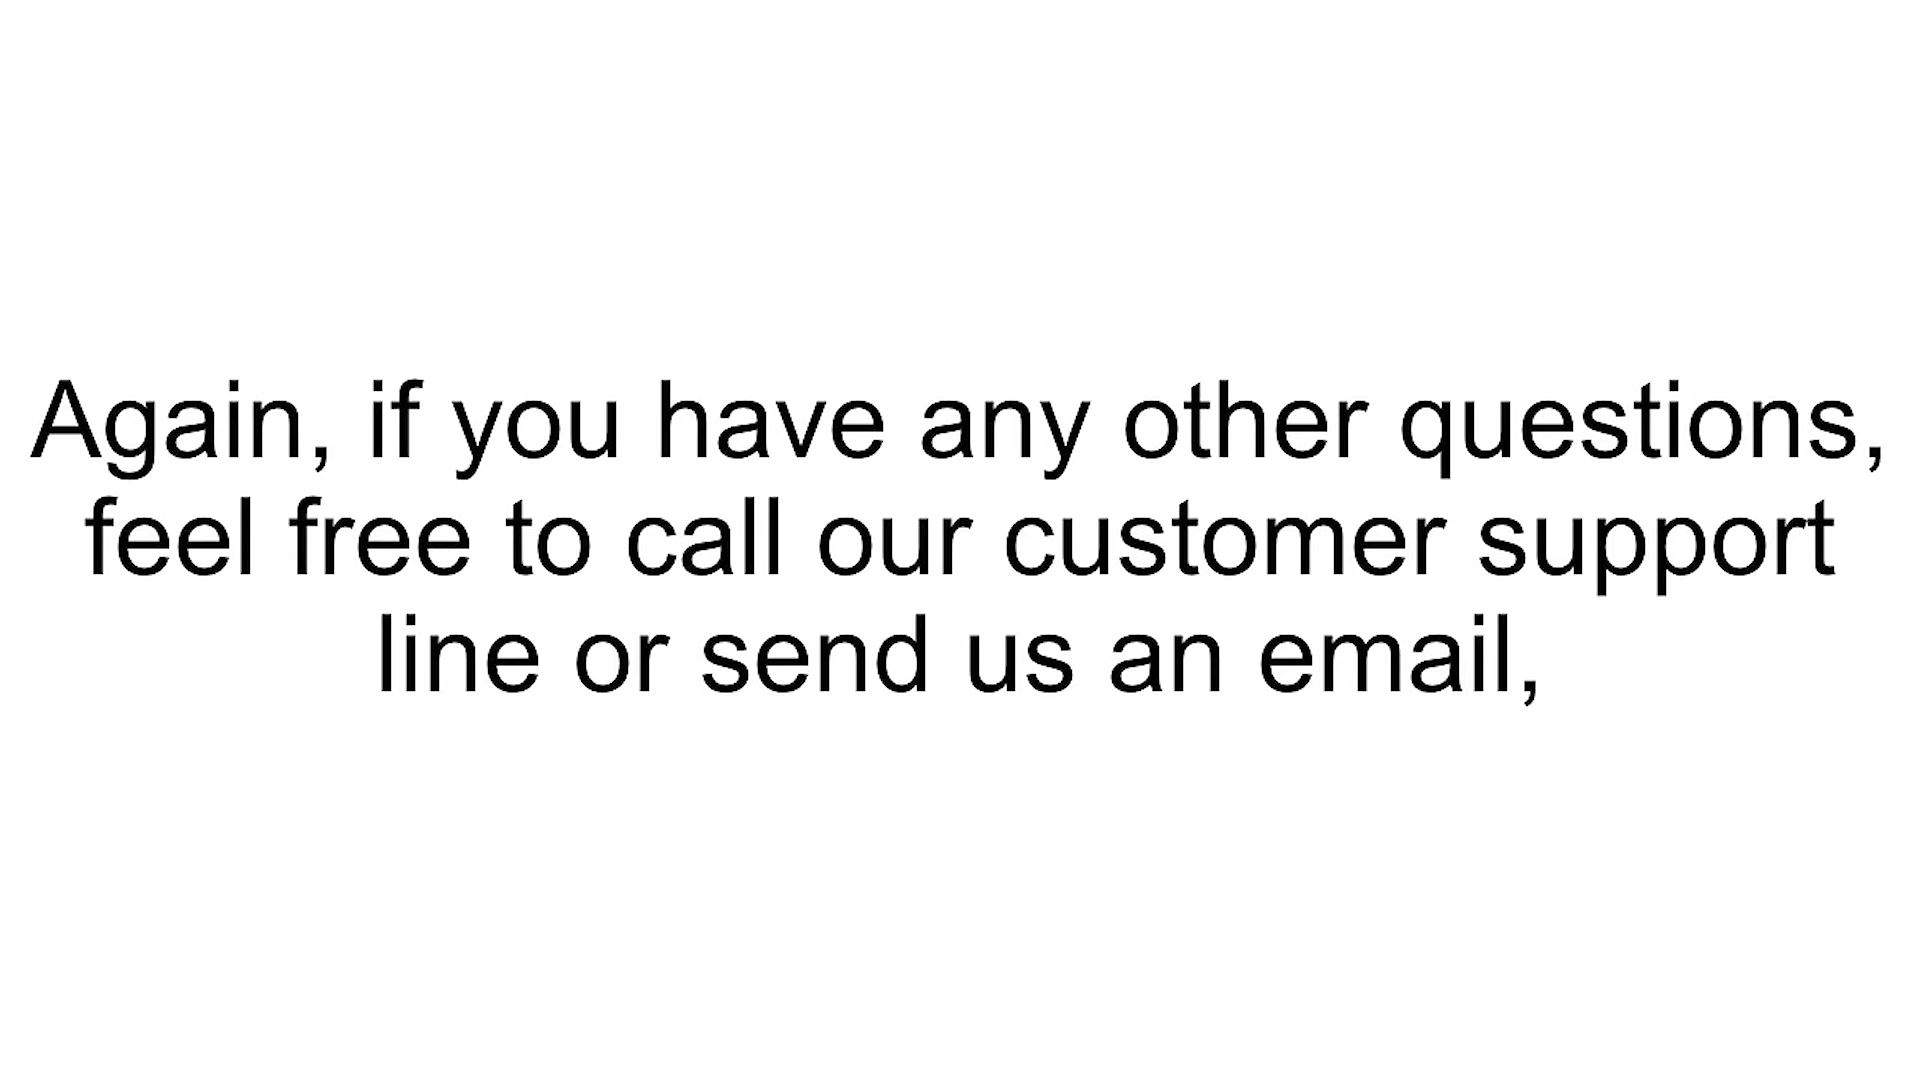 Again, if you have any other questions,
feel free to call our customer support
line or send us an email,